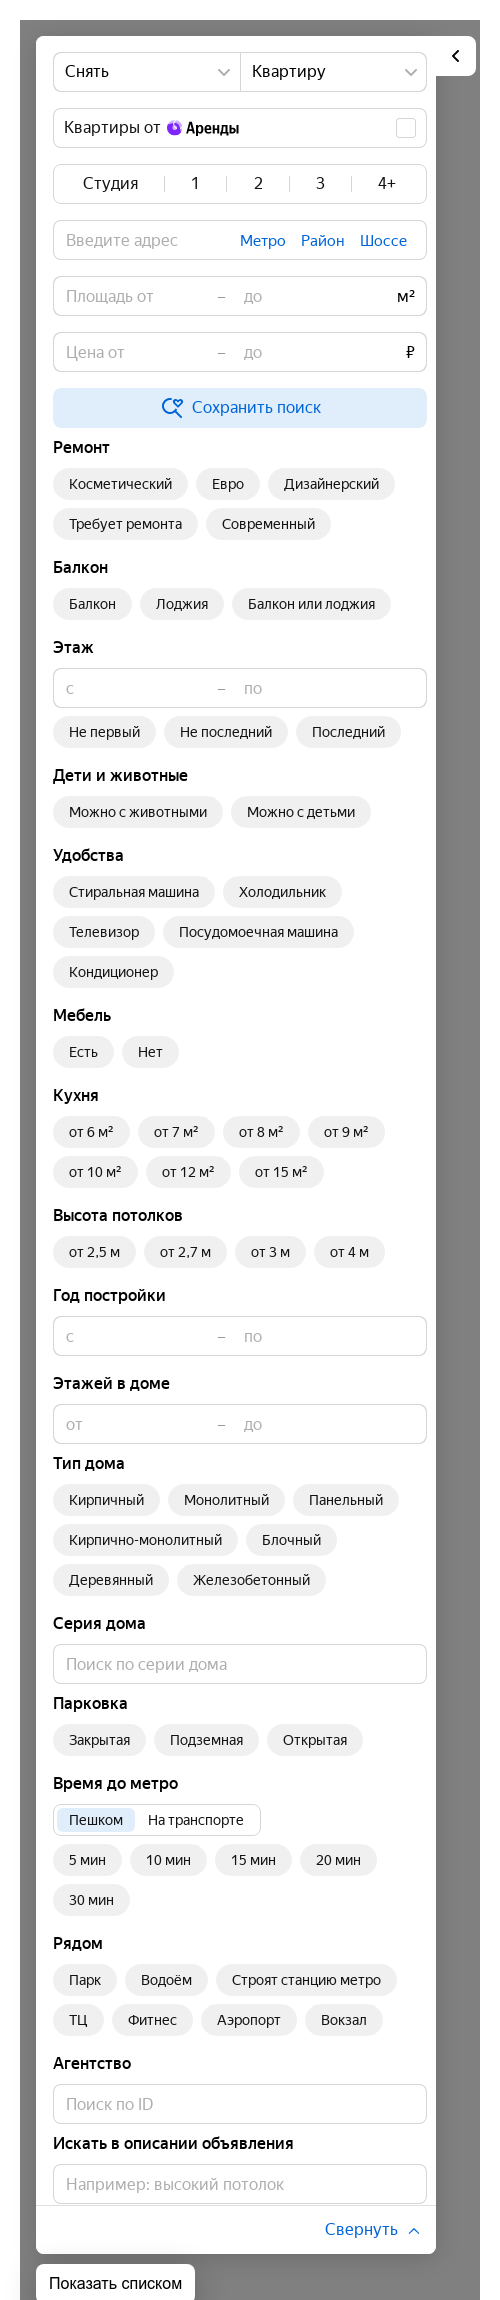 Снять Квартиру
Квартиры от Аренды
Студия 1 2 3 4+
Введите адрес Метро Район Шоссе
Площадь от – до м²
Цена от – до ₽
Сохранить поиск
Ремонт
Косметический Евро Дизайнерский
Требует ремонта Современный
Балкон
Балкон Лоджия Балкон или лоджия
Этаж
с – по
Не первый Не последний Последний
Дети и животные
Можно с животными Можно с детьми
Удобства
Стиральная машина Холодильник
Телевизор Посудомоечная машина
Кондиционер
Мебель
Есть Нет
Кухня
от 6 м² от 7 м² от 8 м² от 9 м²
от 10 м² от 12 м² от 15 м²
Высота потолков
от 2,5 м от 2,7 м от 3 м от 4 м
Год постройки
с – по
Этажей в доме
от – до
Тип дома
Кирпичный Монолитный Панельный
Кирпично-монолитный Блочный
Деревянный Железобетонный
Серия дома
Поиск по серии дома
Парковка
Закрытая Подземная Открытая
Время до метро
Пешком На транспорте
5 мин 10 мин 15 мин 20 мин
30 мин
Рядом
Парк Водоём Строят станцию метро
ТЦ Фитнес Аэропорт Вокзал
Агентство
Поиск по ID
Искать в описании объявления
Например: высокий потолок
Свернуть
Показать списком